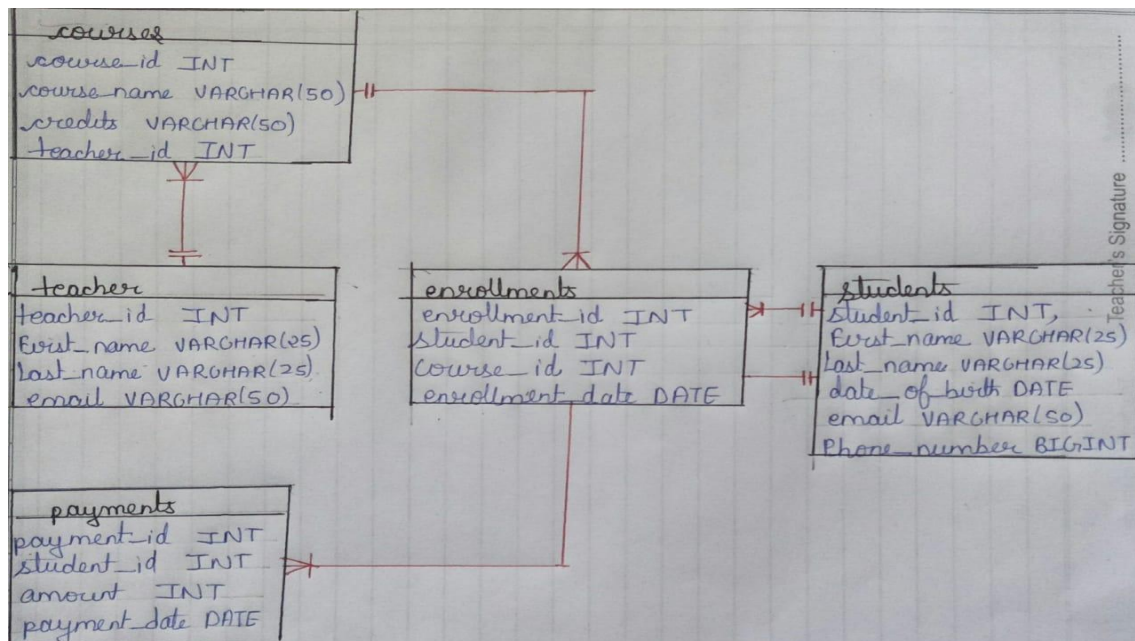 courses
course_id INT
course_name VARCHAR(50)
credits VARCHAR(50)
teacher_id INT
teacher
teacher_id INT
First_name VARCHAR(25)
Last_name VARCHAR(25)
email VARCHAR(50)
enrollments
enrollment_id INT
student_id INT
course_id INT
enrollment_date DATE
students
student_id INT,
First_name VARCHAR(25)
Last_name VARCHAR(25)
date_of_birth DATE
email VARCHAR(50)
Phone_number BIGINT
payments
payment_id INT
student_id INT
amount INT
payment_date DATE
Teacher's Signature ....................